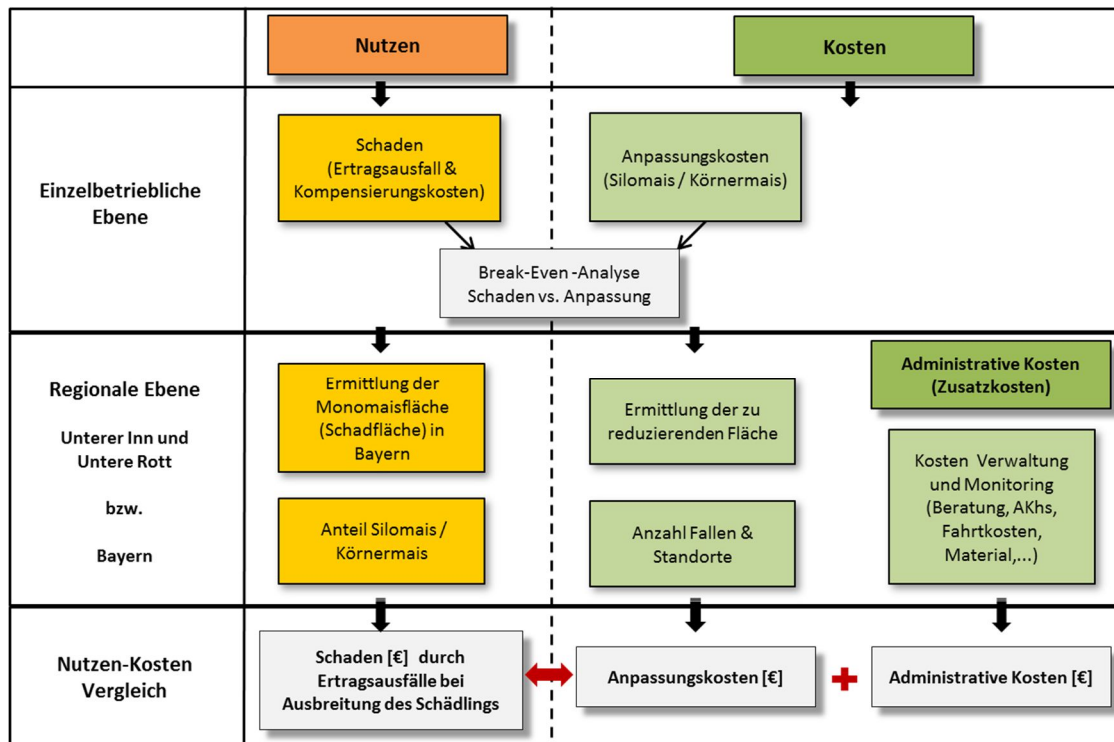 Nutzen
Kosten
Einzelbetriebliche
Ebene
Schaden
(Ertragsausfall &
Kompensierungskosten)
Anpassungskosten
(Silomais / Körnermais)
Break-Even -Analyse
Schaden vs. Anpassung
Regionale Ebene
Unterer Inn und
Untere Rott
bzw.
Bayern
Ermittlung der
Monomaisfläche
(Schadfläche) in
Bayern
Anteil Silomais /
Körnermais
Ermittlung der zu
reduzierenden Fläche
Anzahl Fallen &
Standorte
Administrative Kosten
(Zusatzkosten)
Kosten Verwaltung
und Monitoring
(Beratung, AKhs,
Fahrtkosten,
Material,...)
Nutzen-Kosten
Vergleich
Schaden [€] durch
Ertragsausfälle bei
Ausbreitung des Schädlings
Anpassungskosten [€]
+
Administrative Kosten [€]